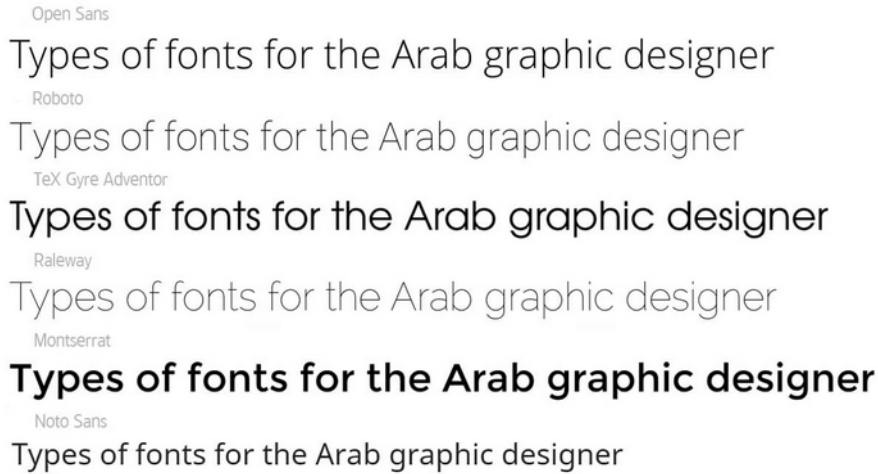 Open Sans
Types of fonts for the Arab graphic designer
Roboto
Types of fonts for the Arab graphic designer
TeX Gyre Adventor
Types of fonts for the Arab graphic designer
Raleway
Types of fonts for the Arab graphic designer
Montserrat
Types of fonts for the Arab graphic designer
Noto Sans
Types of fonts for the Arab graphic designer